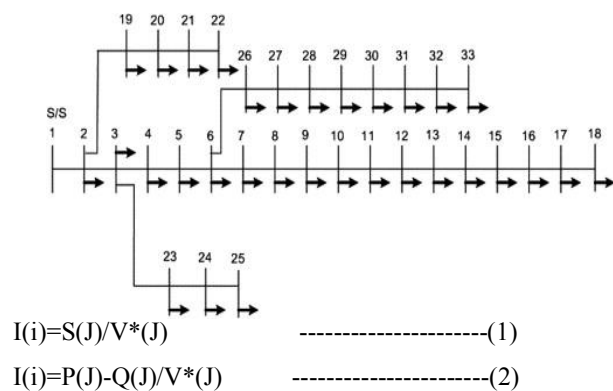 19 20 21 22
26 27 28 29 30 31 32 33
S/S
1 2 3 4 5 6 7 8 9 10 11 12 13 14 15 16 17 18
23 24 25
I(i)=S(J)/V*(J) ------------------------(1)
I(i)=P(J)-Q(J)/V*(J) ------------------------(2)